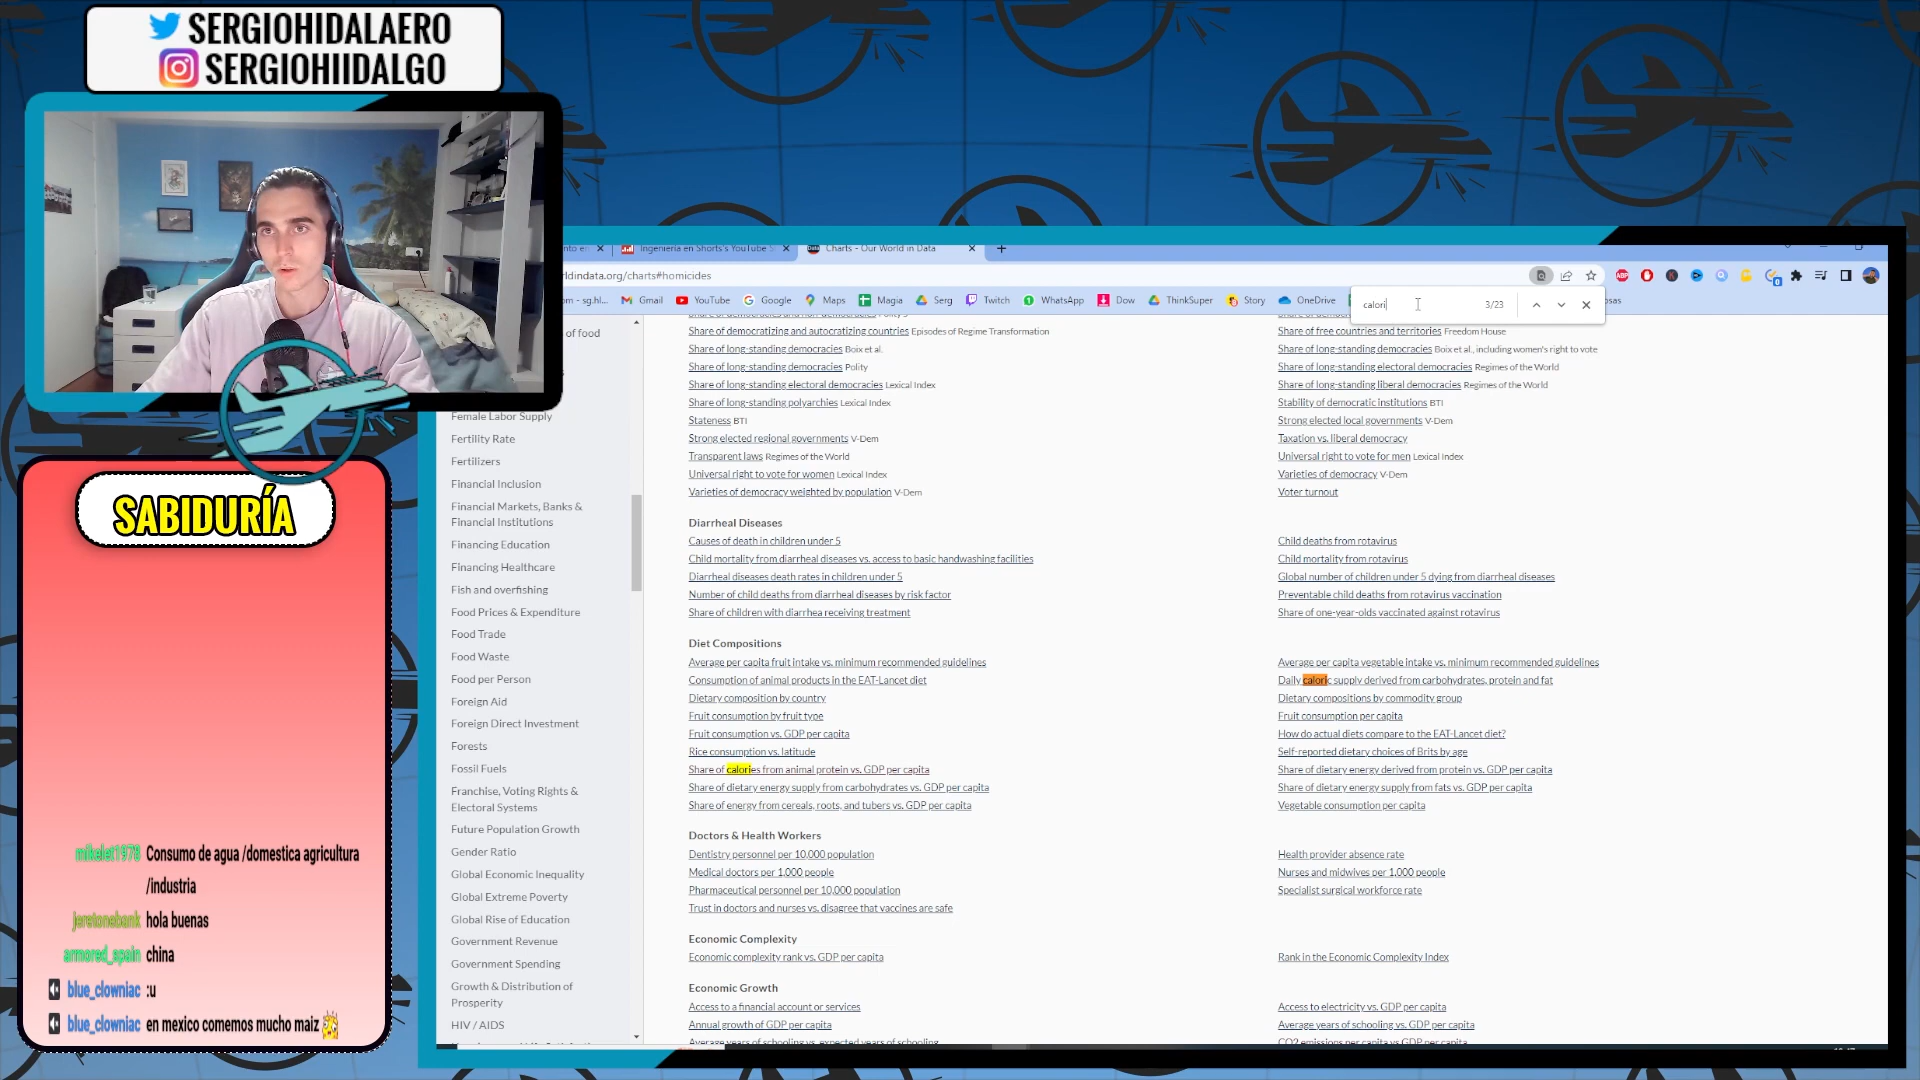 SERGIOHIDALAERO
SERGIOHIIDALGO
Ingeniería en Shorts's YouTube S
Charts - Our World in Data
ldindata.org/charts#homicides
Gmail YouTube Google Maps Magia Serg Twitch WhatsApp Dow ThinkSuper Story OneDrive
calori 3/23
of food
Female Labor Supply
Fertility Rate
Fertilizers
Financial Inclusion
Financial Markets, Banks &
Financial Institutions
Financing Education
Financing Healthcare
Fish and overfishing
Food Prices & Expenditure
Food Trade
Food Waste
Food per Person
Foreign Aid
Foreign Direct Investment
Forests
Fossil Fuels
Franchise, Voting Rights &
Electoral Systems
Future Population Growth
Gender Ratio
Global Economic Inequality
Global Extreme Poverty
Global Rise of Education
Government Revenue
Government Spending
Growth & Distribution of
Prosperity
HIV / AIDS
Share of democratizing and autocratizing countries Episodes of Regime Transformation
Share of free countries and territories Freedom House
Share of long-standing democracies Boix et al.
Share of long-standing democracies Boix et al., including women's right to vote
Share of long-standing democracies Polity
Share of long-standing electoral democracies Regimes of the World
Share of long-standing electoral democracies Lexical Index
Share of long-standing liberal democracies Regimes of the World
Share of long-standing polyarchies Lexical Index
Stability of democratic institutions BTI
Stateness BTI
Strong elected local governments V-Dem
Strong elected regional governments V-Dem
Taxation vs. liberal democracy
Transparent laws Regimes of the World
Universal right to vote for men Lexical Index
Universal right to vote for women Lexical Index
Varieties of democracy V-Dem
Varieties of democracy weighted by population V-Dem
Voter turnout
Diarrheal Diseases
Causes of death in children under 5
Child deaths from rotavirus
Child mortality from diarrheal diseases vs. access to basic handwashing facilities
Child mortality from rotavirus
Diarrheal diseases death rates in children under 5
Global number of children under 5 dying from diarrheal diseases
Number of child deaths from diarrheal diseases by risk factor
Preventable child deaths from rotavirus vaccination
Share of children with diarrhea receiving treatment
Share of one-year-olds vaccinated against rotavirus
Diet Compositions
Average per capita fruit intake vs. minimum recommended guidelines
Average per capita vegetable intake vs. minimum recommended guidelines
Consumption of animal products in the EAT-Lancet diet
Daily caloric supply derived from carbohydrates, protein and fat
Dietary composition by country
Dietary compositions by commodity group
Fruit consumption by fruit type
Fruit consumption per capita
Fruit consumption vs. GDP per capita
How do actual diets compare to the EAT-Lancet diet?
Rice consumption vs. latitude
Self-reported dietary choices of Brits by age
Share of calories from animal protein vs. GDP per capita
Share of dietary energy derived from protein vs. GDP per capita
Share of dietary energy supply from carbohydrates vs. GDP per capita
Share of dietary energy supply from fats vs. GDP per capita
Share of energy from cereals, roots, and tubers vs. GDP per capita
Vegetable consumption per capita
Doctors & Health Workers
Dentistry personnel per 10,000 population
Health provider absence rate
Medical doctors per 1,000 people
Nurses and midwives per 1,000 people
Pharmaceutical personnel per 10,000 population
Specialist surgical workforce rate
Trust in doctors and nurses vs. disagree that vaccines are safe
Economic Complexity
Economic complexity rank vs. GDP per capita
Rank in the Economic Complexity Index
Economic Growth
Access to a financial account or services
Access to electricity vs. GDP per capita
Annual growth of GDP per capita
Average years of schooling vs. GDP per capita
Average years of schooling vs. expected years of schooling
CO2 emissions per capita vs GDP per capita
SABIDURÍA
mikelet1978 Consumo de agua /domestica agricultura
/industria
jeretonebank hola buenas
armored_spain china
blue_clowniac :u
blue_clowniac en mexico comemos mucho maiz